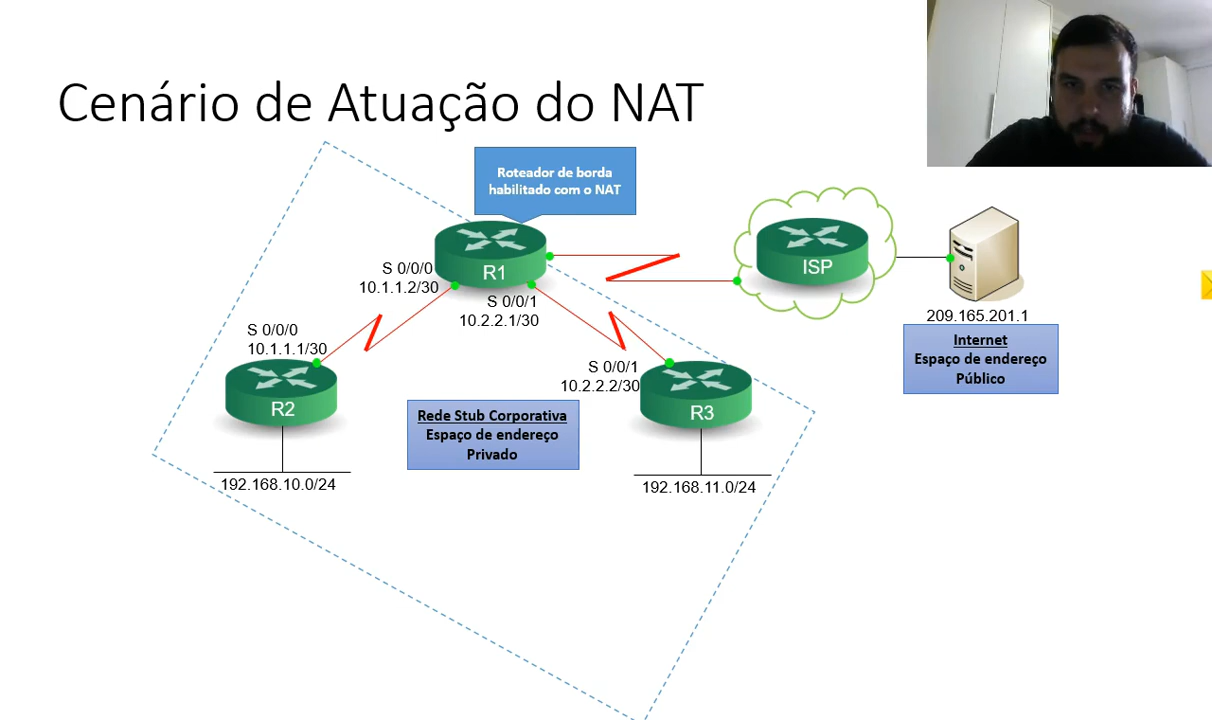 Cenário de Atuação do NAT
Roteador de borda
habilitado com o NAT
R1
S 0/0/0
10.1.1.2/30
S 0/0/1
10.2.2.1/30
ISP
209.165.201.1
Internet
Espaço de endereço
Público
S 0/0/0
10.1.1.1/30
R2
S 0/0/1
10.2.2.2/30
R3
Rede Stub Corporativa
Espaço de endereço
Privado
192.168.10.0/24
192.168.11.0/24